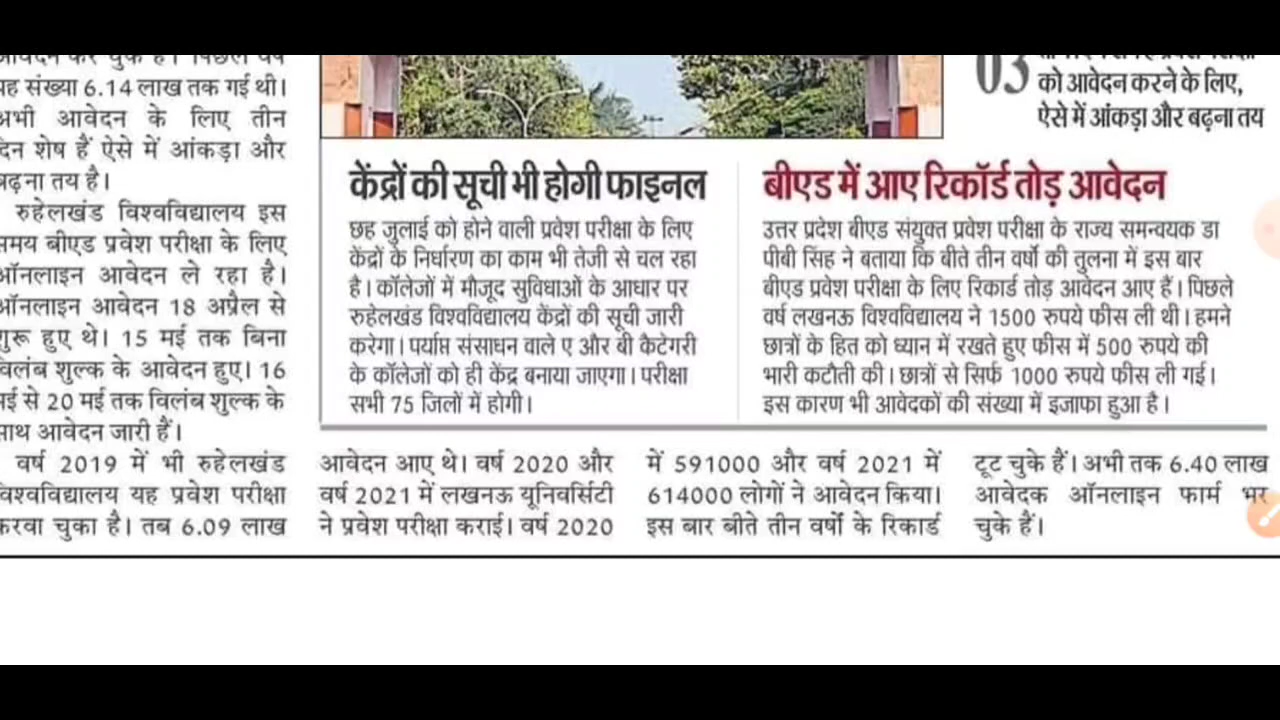 आवेदन कर चुके हैं। पिछले वर्ष
यह संख्या 6.14 लाख तक गई थी।
अभी आवेदन के लिए तीन
दिन शेष हैं ऐसे में आंकड़ा और
बढ़ना तय है।
रुहेलखंड विश्वविद्यालय इस
समय बीएड प्रवेश परीक्षा के लिए
ऑनलाइन आवेदन ले रहा है।
ऑनलाइन आवेदन 18 अप्रैल से
शुरू हुए थे। 15 मई तक बिना
विलंब शुल्क के आवेदन हुए। 16
मई से 20 मई तक विलंब शुल्क के
साथ आवेदन जारी हैं।
वर्ष 2019 में भी रुहेलखंड
विश्वविद्यालय यह प्रवेश परीक्षा
करवा चुका है। तब 6.09 लाख
03
को आवेदन करने के लिए,
ऐसे में आंकड़ा और बढ़ना तय
केंद्रों की सूची भी होगी फाइनल
छह जुलाई को होने वाली प्रवेश परीक्षा के लिए
केंद्रों के निर्धारण का काम भी तेजी से चल रहा
है। कॉलेजों में मौजूद सुविधाओं के आधार पर
रुहेलखंड विश्वविद्यालय केंद्रों की सूची जारी
करेगा। पर्याप्त संसाधन वाले ए और बी कैटेगरी
के कॉलेजों को ही केंद्र बनाया जाएगा। परीक्षा
सभी 75 जिलों में होगी।
बीएड में आए रिकॉर्ड तोड़ आवेदन
उत्तर प्रदेश बीएड संयुक्त प्रवेश परीक्षा के राज्य समन्वयक डा
पीबी सिंह ने बताया कि बीते तीन वर्षों की तुलना में इस बार
बीएड प्रवेश परीक्षा के लिए रिकार्ड तोड़ आवेदन आए हैं। पिछले
वर्ष लखनऊ विश्वविद्यालय ने 1500 रुपये फीस ली थी। हमने
छात्रों के हित को ध्यान में रखते हुए फीस में 500 रुपये की
भारी कटौती की। छात्रों से सिर्फ 1000 रुपये फीस ली गई।
इस कारण भी आवेदकों की संख्या में इजाफा हुआ है।
आवेदन आए थे। वर्ष 2020 और
वर्ष 2021 में लखनऊ यूनिवर्सिटी
ने प्रवेश परीक्षा कराई। वर्ष 2020
में 591000 और वर्ष 2021 में
614000 लोगों ने आवेदन किया।
इस बार बीते तीन वर्षों के रिकार्ड
टूट चुके हैं। अभी तक 6.40 लाख
आवेदक ऑनलाइन फार्म भर
चुके हैं।